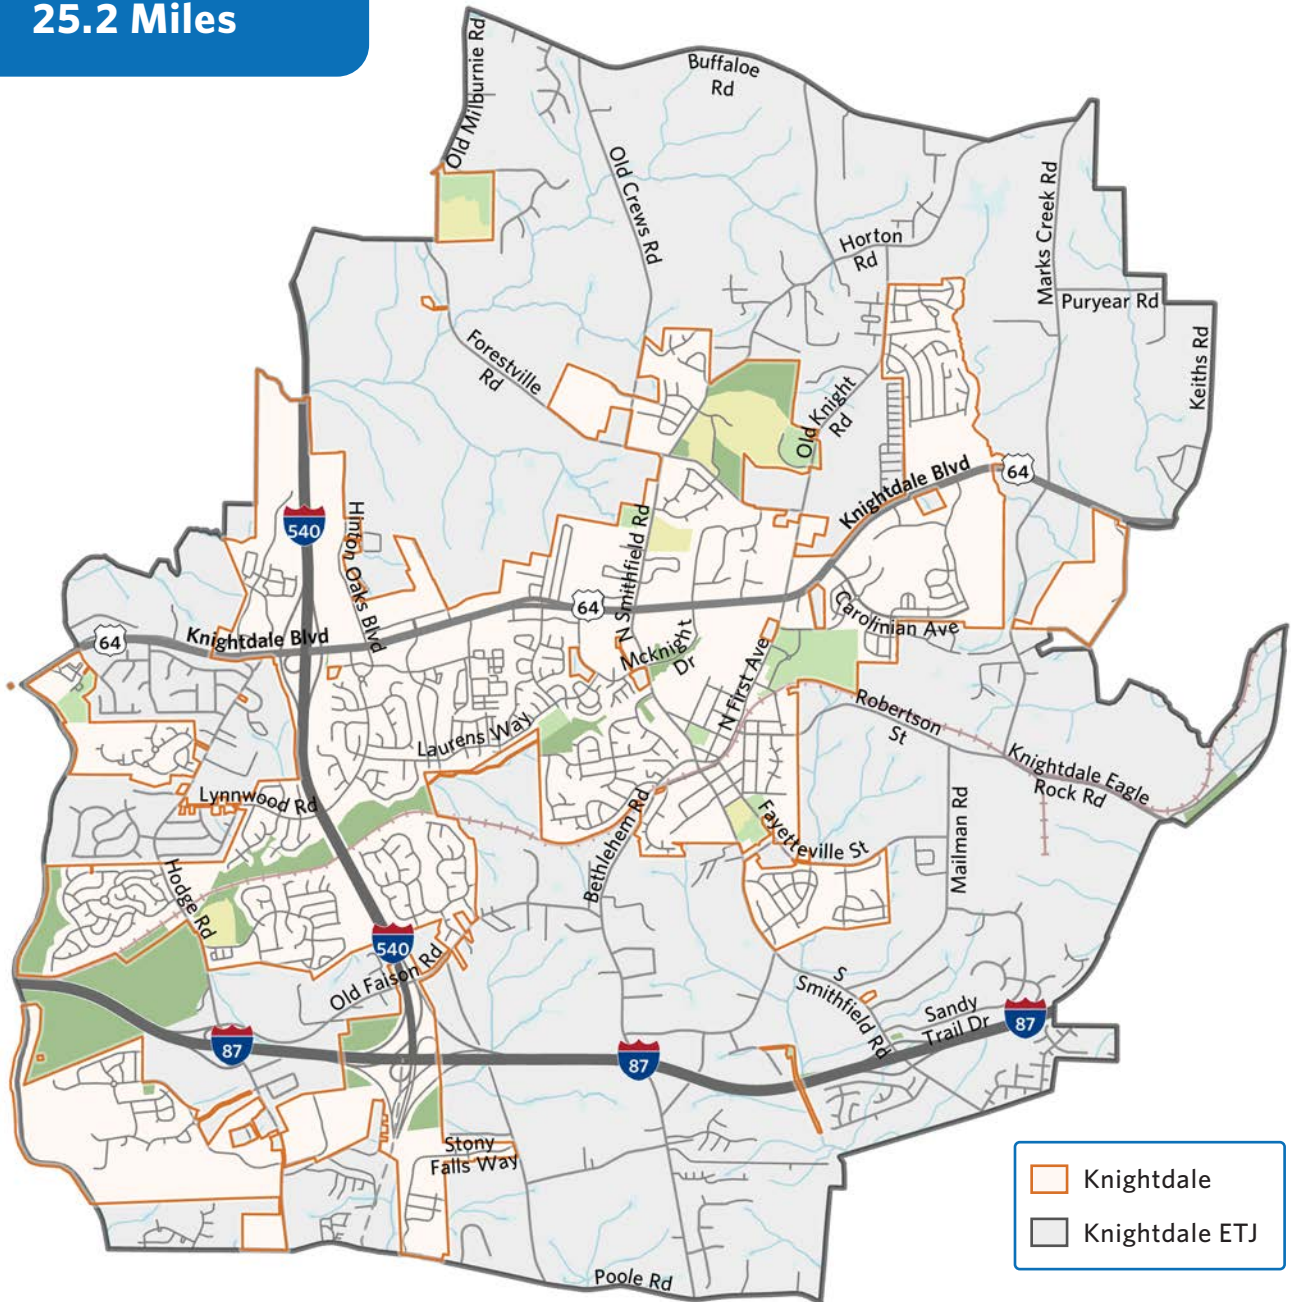 25.2 Miles
Old Milburnie Rd
Buffaloe
Rd
Old Crews Rd
Marks Creek Rd
Horton
Rd
Puryear Rd
Keiths Rd
Forestville
Rd
Old Knight
Rd
64
Knightdale Blvd
540
Hinton Oaks Blvd
N Smithfield Rd
64
Carolinian Ave
64
Knightdale Blvd
Mcknight
Dr
N First Ave
Laurens Way
Robertson
St
Knightdale Eagle
Rock Rd
Lynnwood Rd
Bethlehem Rd
Fayetteville St
Mailman Rd
Hodge Rd
540
Old Faison Rd
S
Smithfield Rd
Sandy
Trail Dr
87
87
87
Stony
Falls Way
Poole Rd
Knightdale
Knightdale ETJ